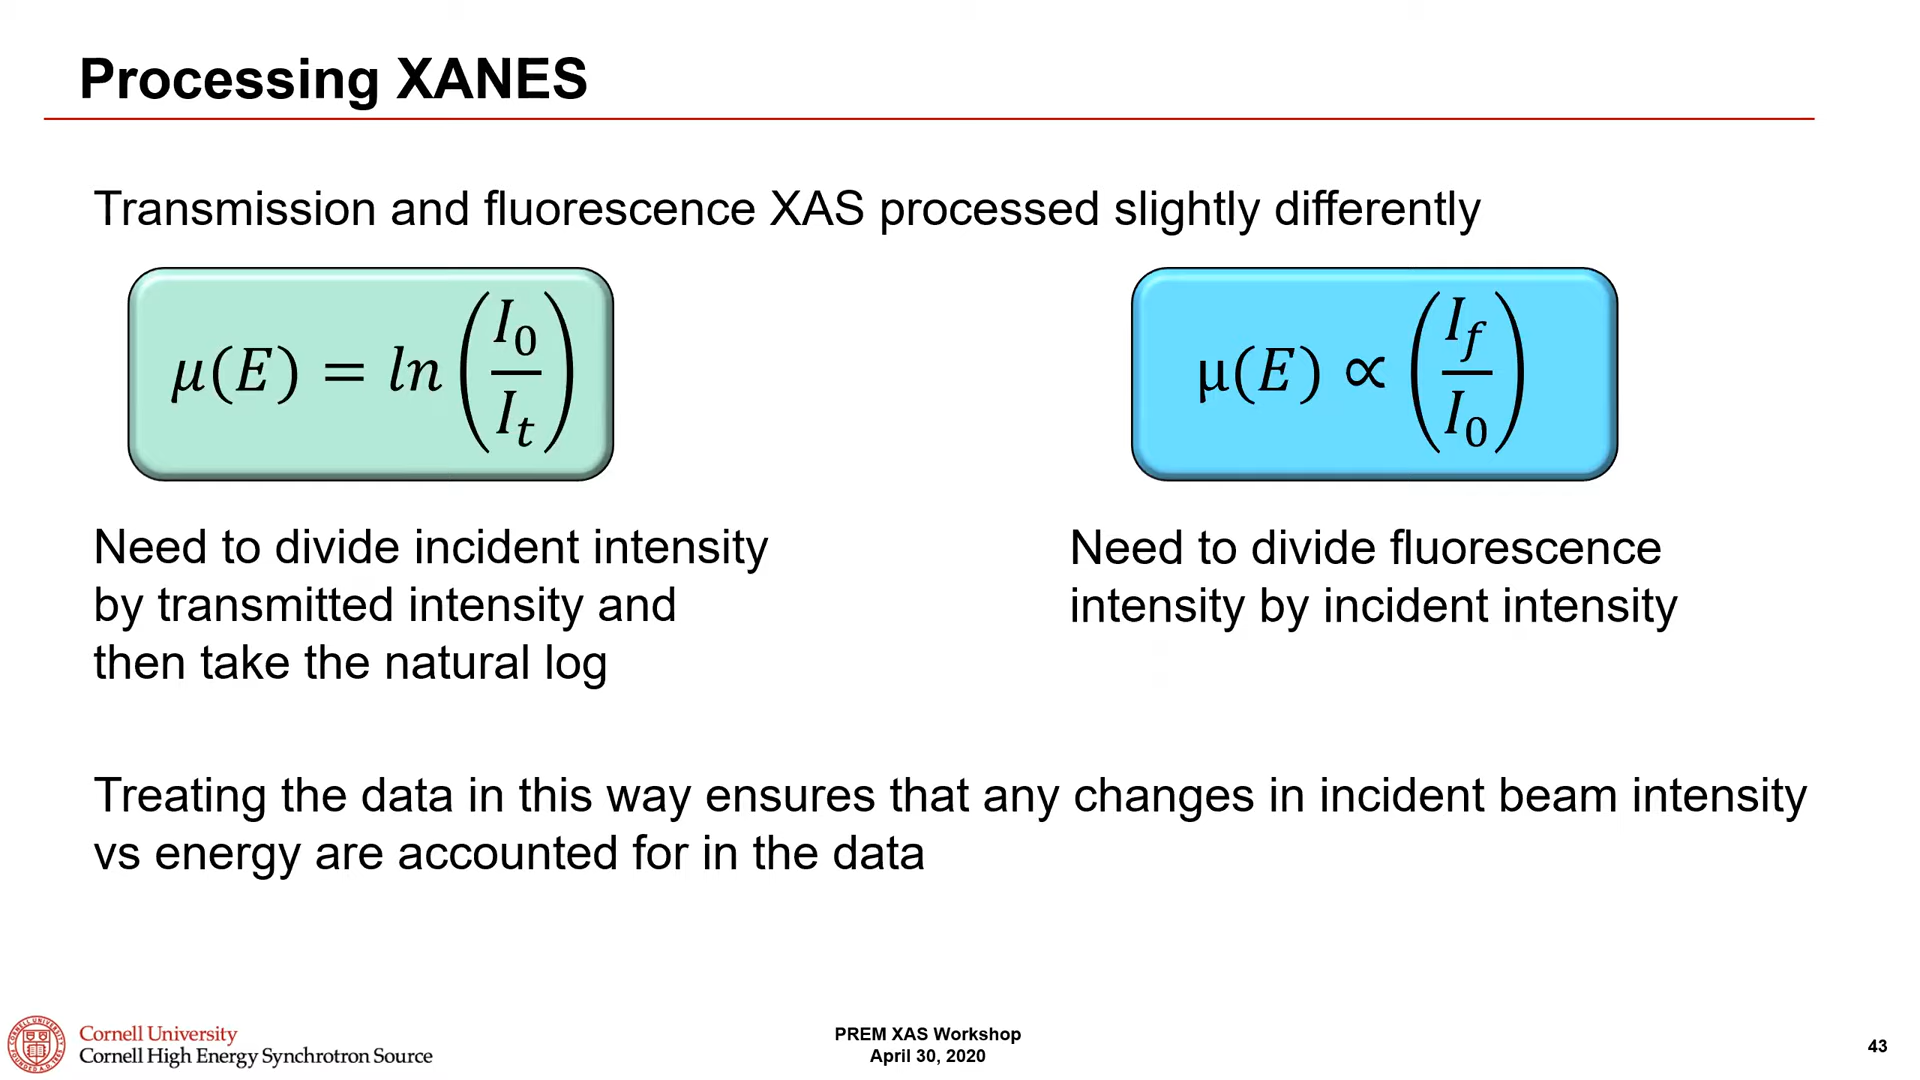 Processing XANES
Transmission and fluorescence XAS processed slightly differently
μ(E) = ln(I₀/Iₜ)
μ(E) ∝ (I_f/I₀)
Need to divide incident intensity
by transmitted intensity and
then take the natural log
Need to divide fluorescence
intensity by incident intensity
Treating the data in this way ensures that any changes in incident beam intensity
vs energy are accounted for in the data
Cornell University
Cornell High Energy Synchrotron Source
PREM XAS Workshop
April 30, 2020
43